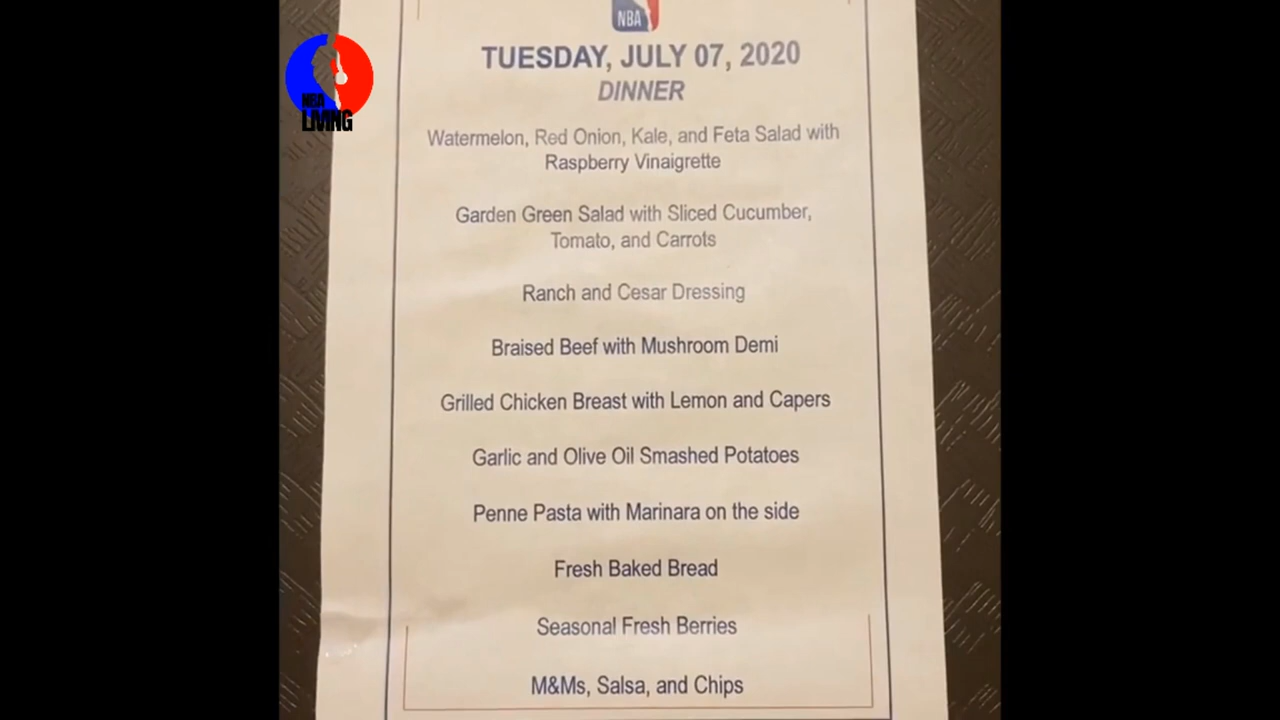 NBA
TUESDAY, JULY 07, 2020
DINNER
NBA
LIVING
Watermelon, Red Onion, Kale, and Feta Salad with
Raspberry Vinaigrette
Garden Green Salad with Sliced Cucumber,
Tomato, and Carrots
Ranch and Cesar Dressing
Braised Beef with Mushroom Demi
Grilled Chicken Breast with Lemon and Capers
Garlic and Olive Oil Smashed Potatoes
Penne Pasta with Marinara on the side
Fresh Baked Bread
Seasonal Fresh Berries
M&Ms, Salsa, and Chips